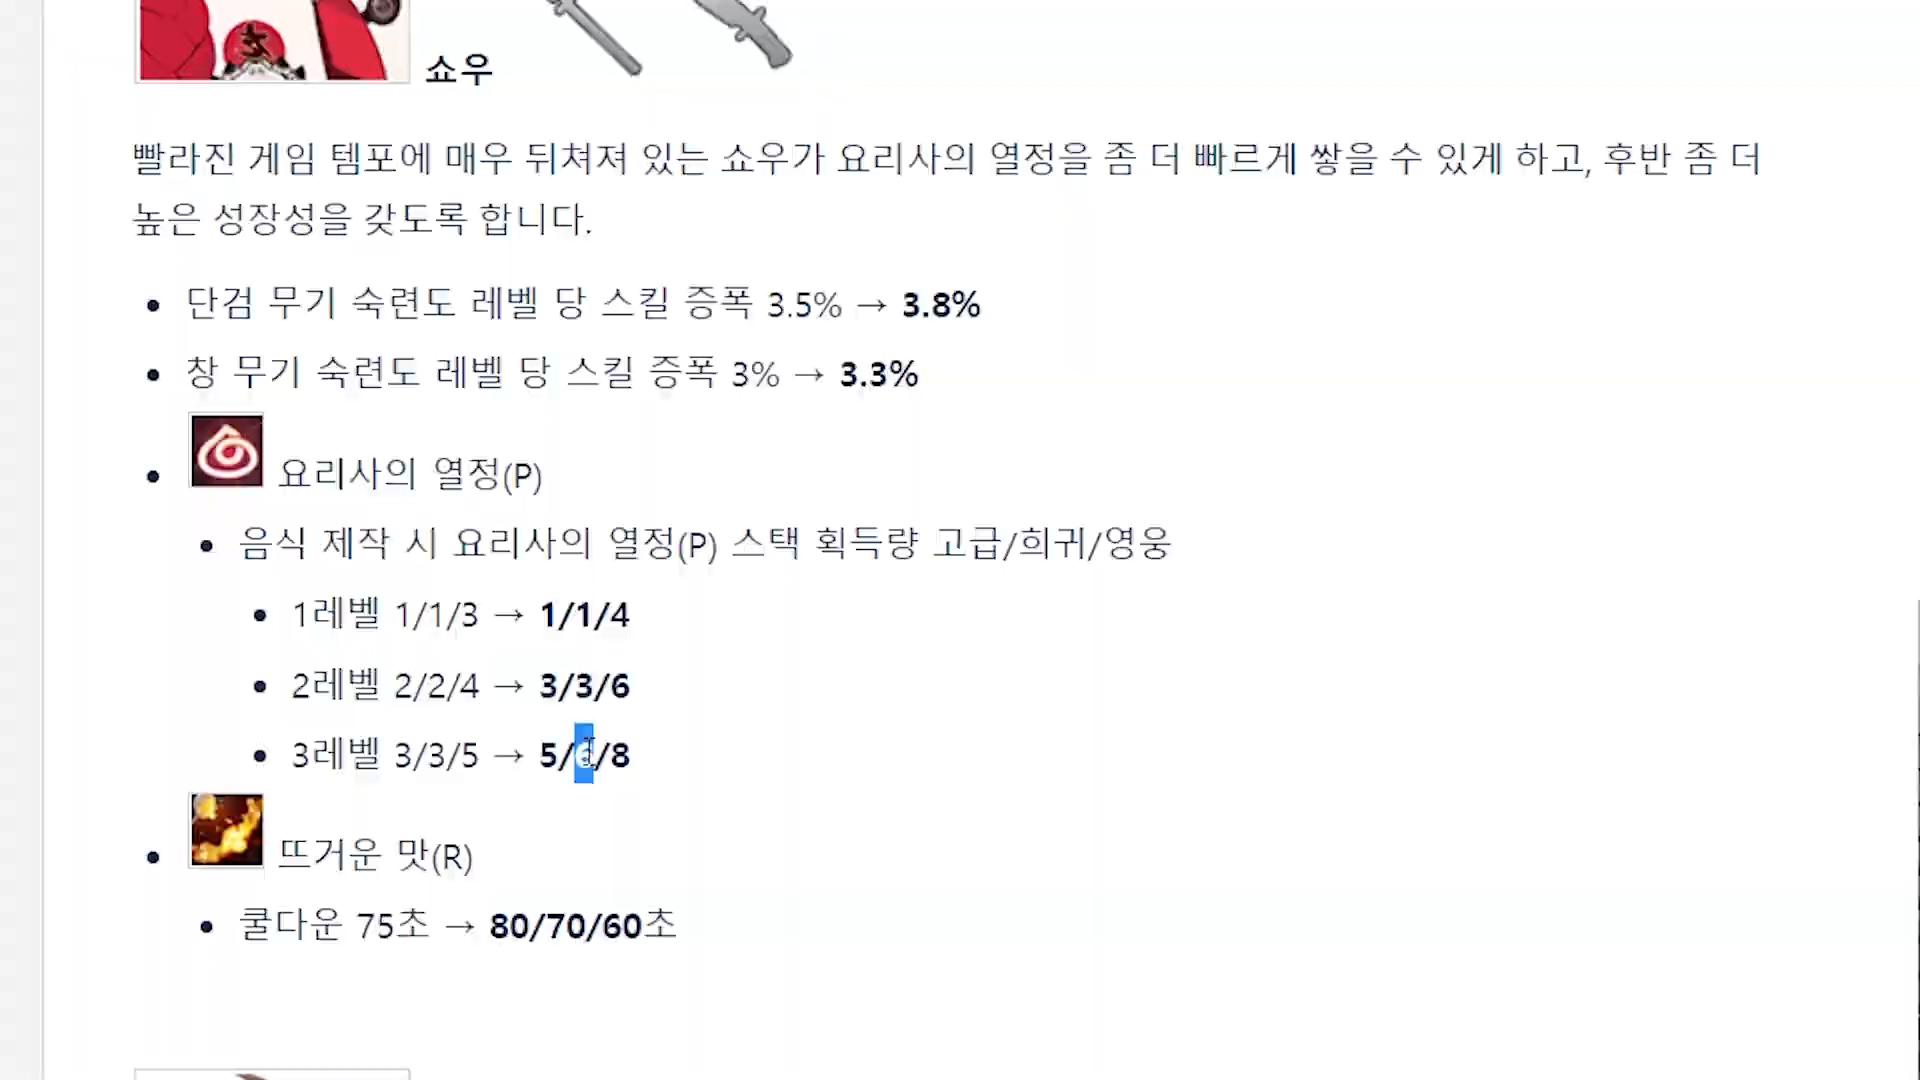 쇼우
빨라진 게임 템포에 매우 뒤쳐져 있는 쇼우가 요리사의 열정을 좀 더 빠르게 쌓을 수 있게 하고, 후반 좀 더
높은 성장성을 갖도록 합니다.
단검 무기 숙련도 레벨 당 스킬 증폭 3.5% → 3.8%
창 무기 숙련도 레벨 당 스킬 증폭 3% → 3.3%
요리사의 열정(P)
음식 제작 시 요리사의 열정(P) 스택 획득량 고급/희귀/영웅
1레벨 1/1/3 → 1/1/4
2레벨 2/2/4 → 3/3/6
3레벨 3/3/5 → 5/6/8
뜨거운 맛(R)
쿨다운 75초 → 80/70/60초